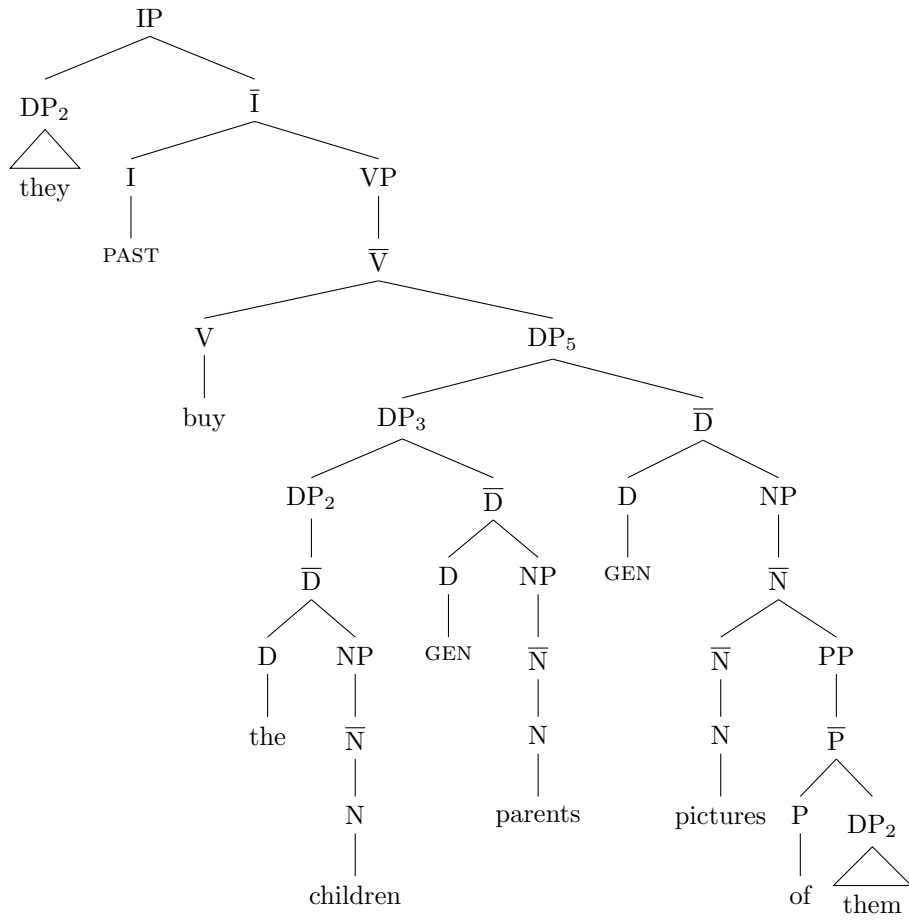 IP
DP₂ I̅
they I VP
PAST V̅
V DP₅
buy DP₃ D̅
DP₂ D̅ D NP
D̅ D NP GEN N̅
D NP GEN N̅ N̅ PP
the N̅ N N P̅
N parents pictures P DP₂
children of them